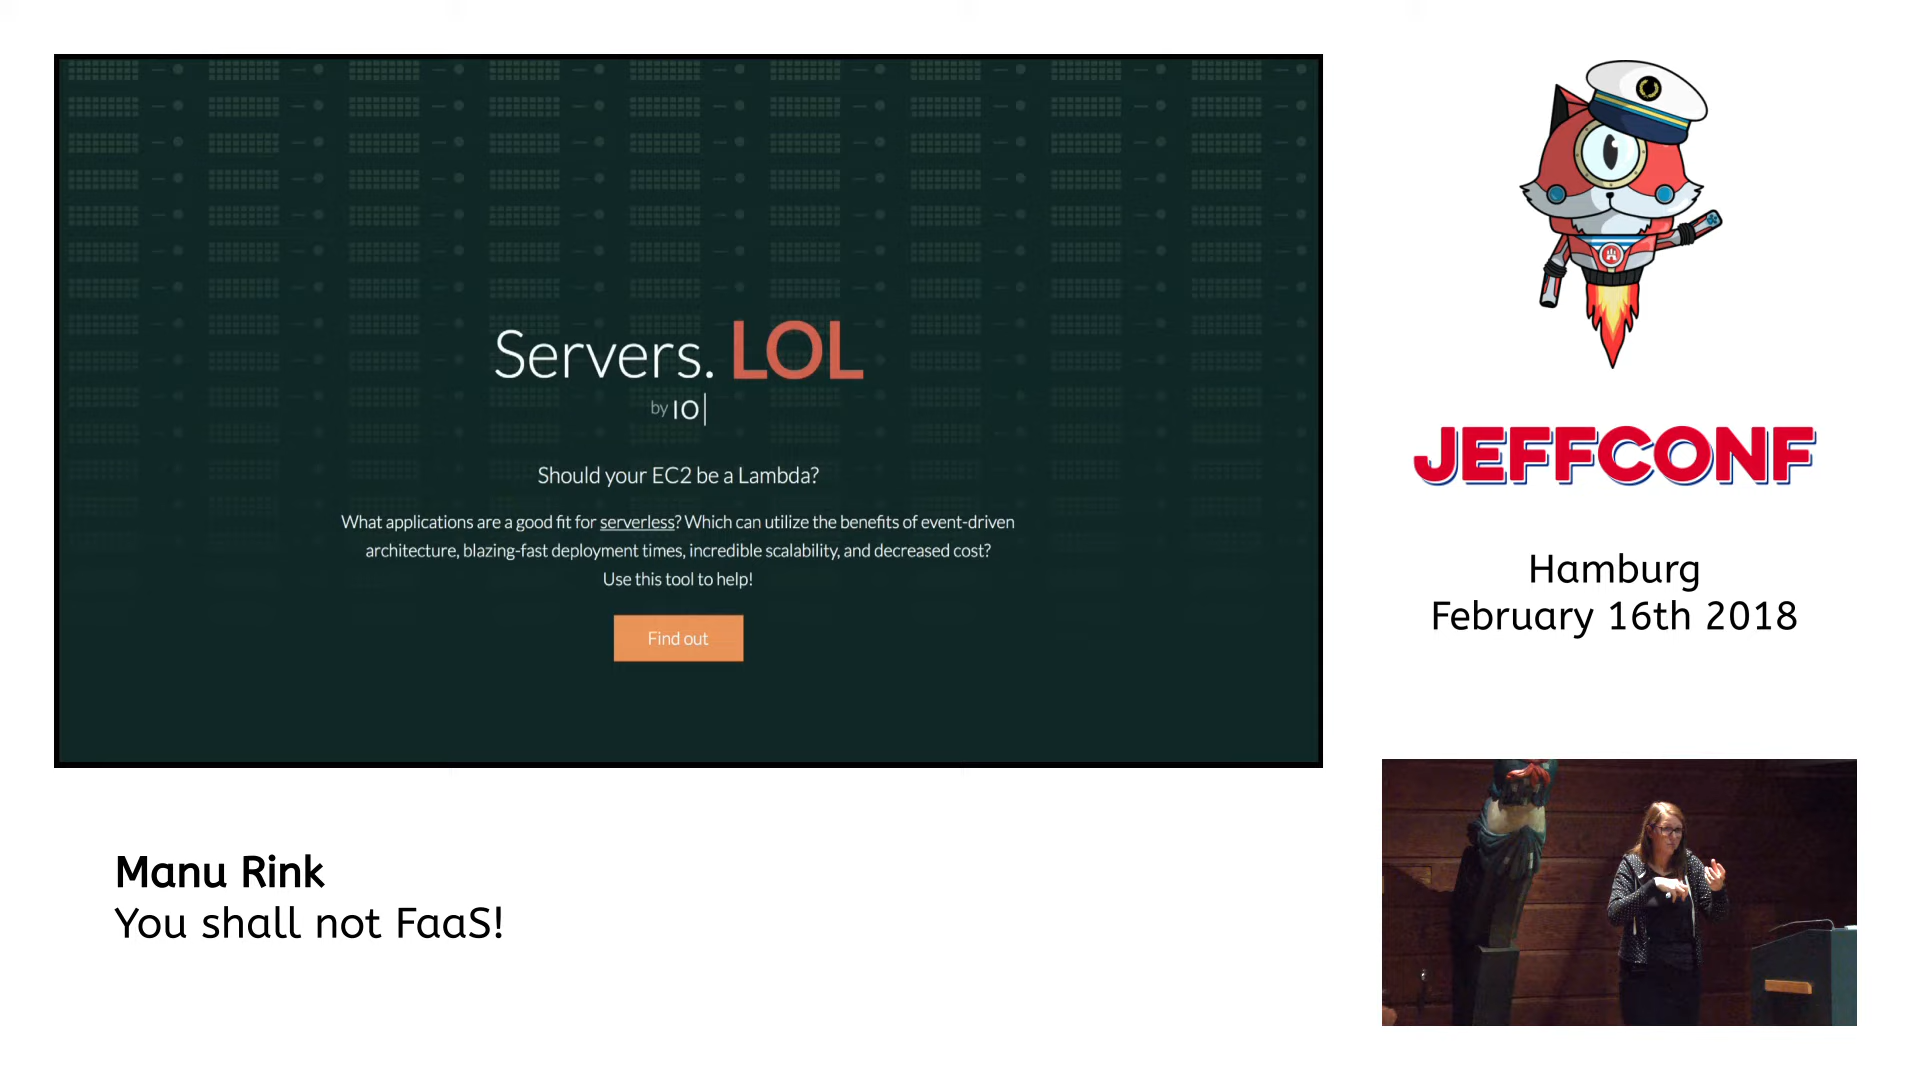 Servers. LOL
by IO|
Should your EC2 be a Lambda?
What applications are a good fit for serverless? Which can utilize the benefits of event-driven
architecture, blazing-fast deployment times, incredible scalability, and decreased cost?
Use this tool to help!
Find out
JEFFCONF
Hamburg
February 16th 2018
Manu Rink
You shall not FaaS!